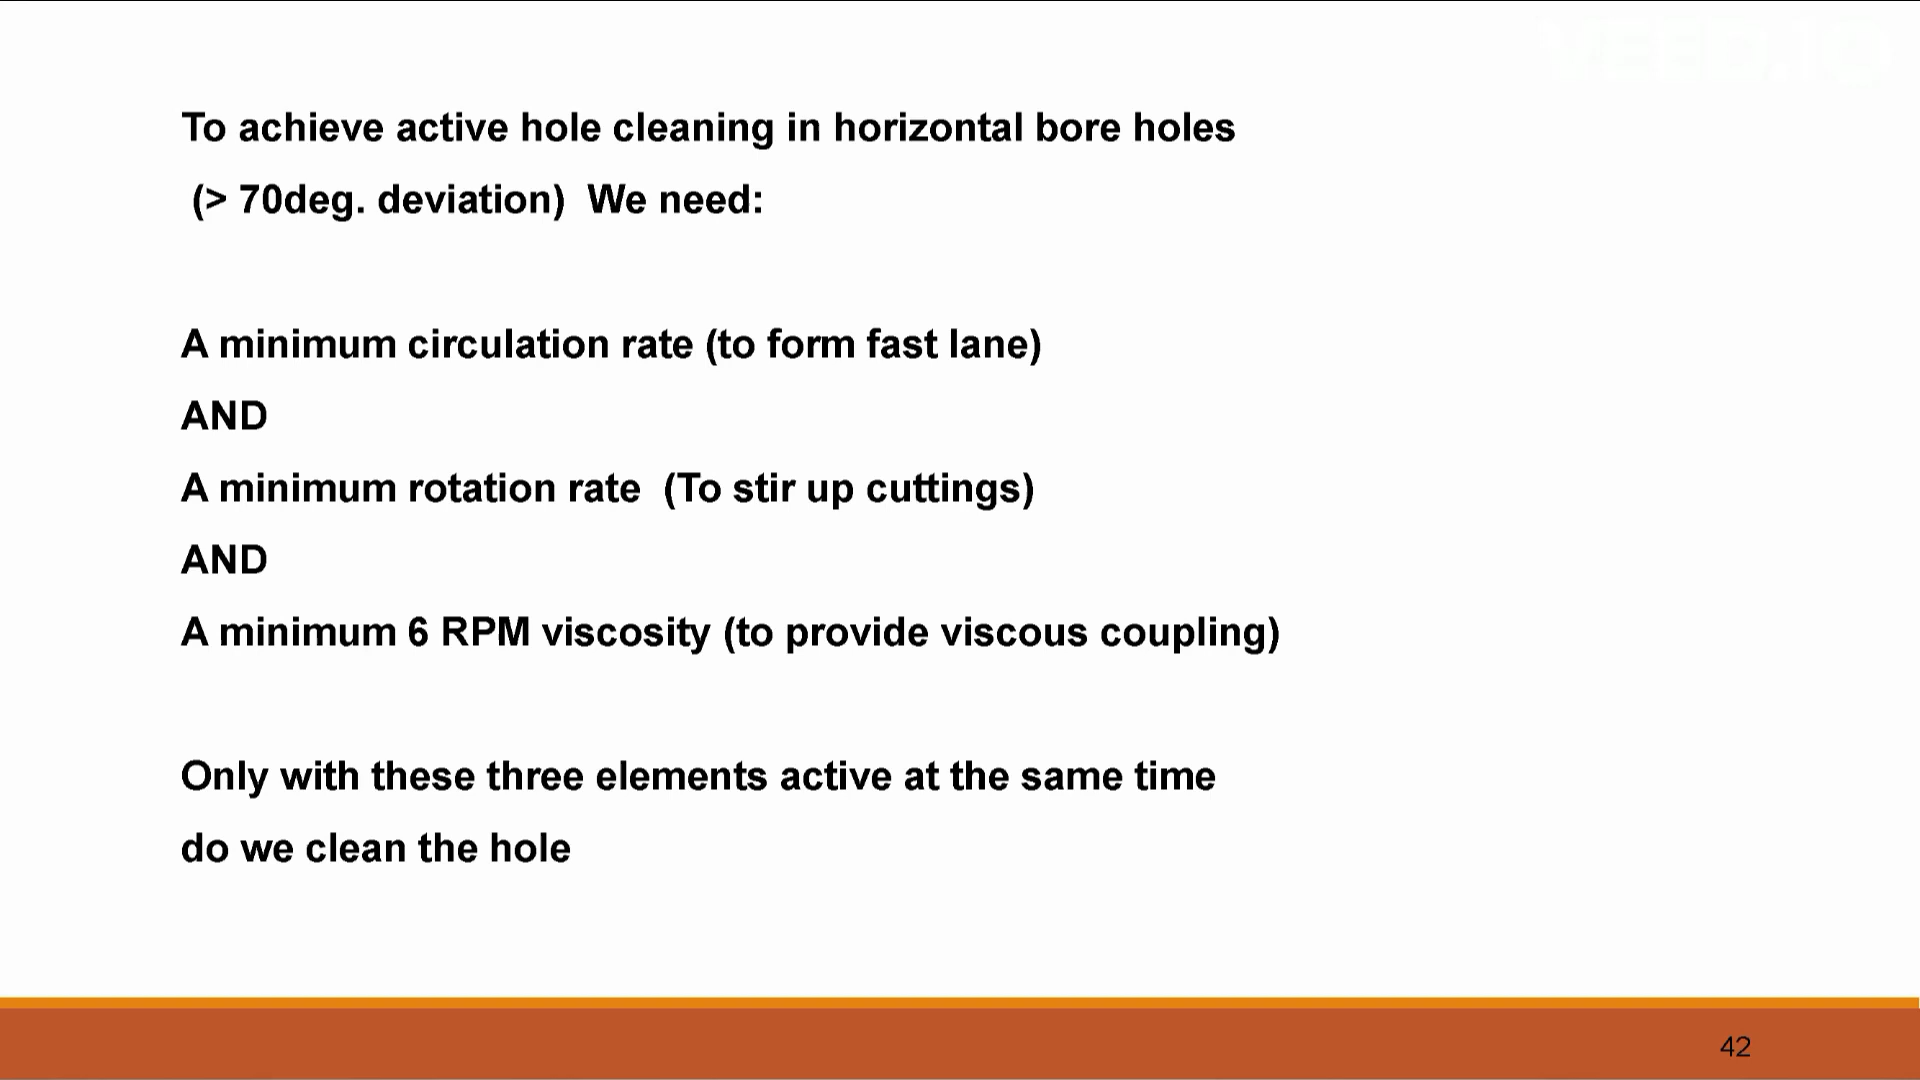 To achieve active hole cleaning in horizontal bore holes
(> 70deg. deviation)  We need:
A minimum circulation rate (to form fast lane)
AND
A minimum rotation rate  (To stir up cuttings)
AND
A minimum 6 RPM viscosity (to provide viscous coupling)
Only with these three elements active at the same time
do we clean the hole
42